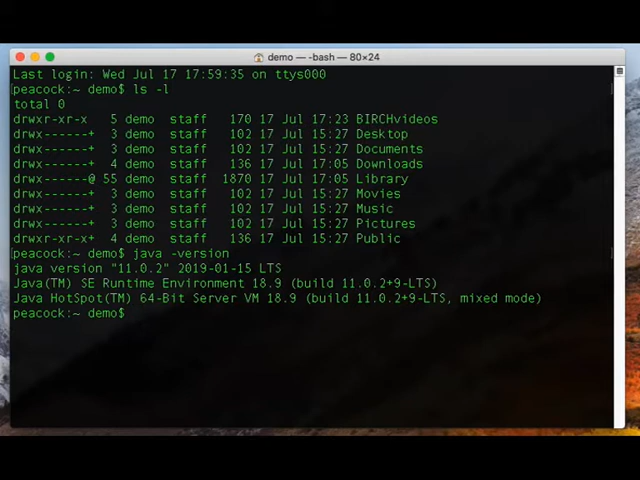 demo — -bash — 80×24
Last login: Wed Jul 17 17:59:35 on ttys000
[peacock:~ demo$ ls -l ]
total 0
drwxr-xr-x  5 demo  staff   170 17 Jul 17:23 BIRCHvideos
drwx------+  3 demo  staff   102 17 Jul 15:27 Desktop
drwx------+  3 demo  staff   102 17 Jul 15:27 Documents
drwx------+  4 demo  staff   136 17 Jul 17:05 Downloads
drwx------@ 55 demo  staff  1870 17 Jul 17:05 Library
drwx------+  3 demo  staff   102 17 Jul 15:27 Movies
drwx------+  3 demo  staff   102 17 Jul 15:27 Music
drwx------+  3 demo  staff   102 17 Jul 15:27 Pictures
drwxr-xr-x+  4 demo  staff   136 17 Jul 15:27 Public
[peacock:~ demo$ java -version ]
java version "11.0.2" 2019-01-15 LTS
Java(TM) SE Runtime Environment 18.9 (build 11.0.2+9-LTS)
Java HotSpot(TM) 64-Bit Server VM 18.9 (build 11.0.2+9-LTS, mixed mode)
peacock:~ demo$